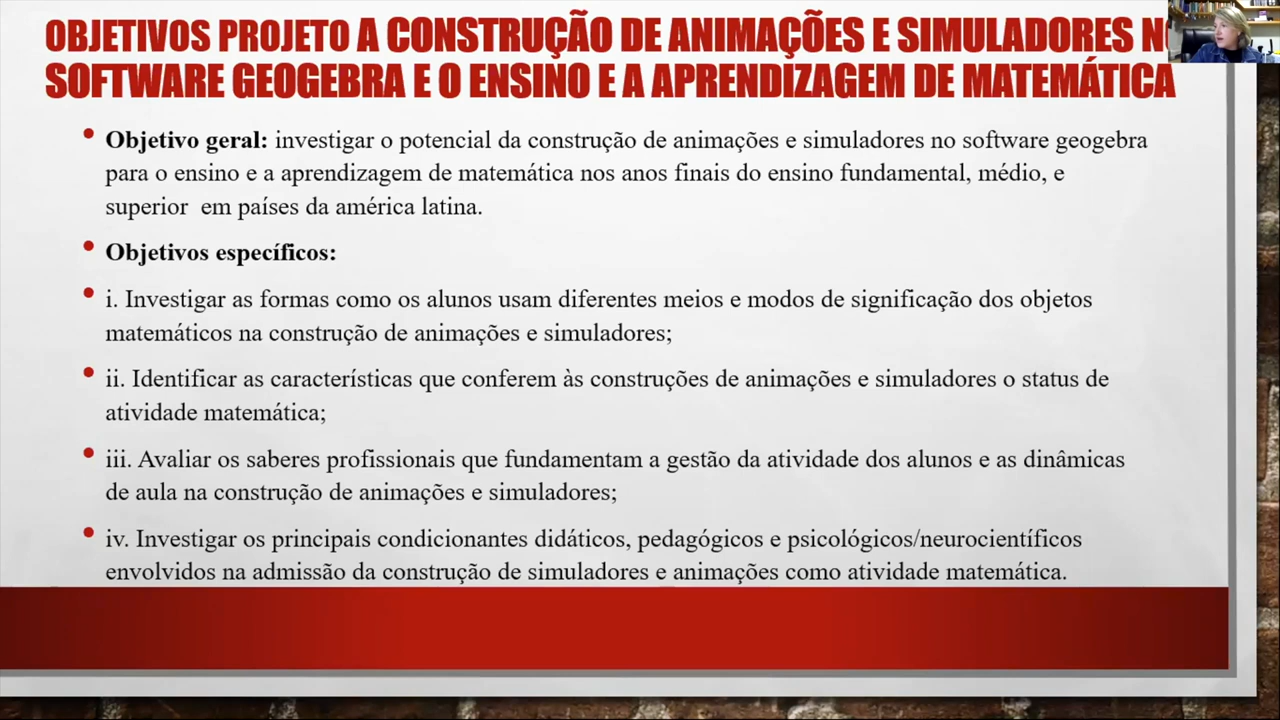 OBJETIVOS PROJETO A CONSTRUÇÃO DE ANIMAÇÕES E SIMULADORES
SOFTWARE GEOGEBRA E O ENSINO E A APRENDIZAGEM DE MATEMÁTICA
• Objetivo geral: investigar o potencial da construção de animações e simuladores no software geogebra
para o ensino e a aprendizagem de matemática nos anos finais do ensino fundamental, médio, e
superior em países da américa latina.
• Objetivos específicos:
• i. Investigar as formas como os alunos usam diferentes meios e modos de significação dos objetos
matemáticos na construção de animações e simuladores;
• ii. Identificar as características que conferem às construções de animações e simuladores o status de
atividade matemática;
• iii. Avaliar os saberes profissionais que fundamentam a gestão da atividade dos alunos e as dinâmicas
de aula na construção de animações e simuladores;
• iv. Investigar os principais condicionantes didáticos, pedagógicos e psicológicos/neurocientíficos
envolvidos na admissão da construção de simuladores e animações como atividade matemática.